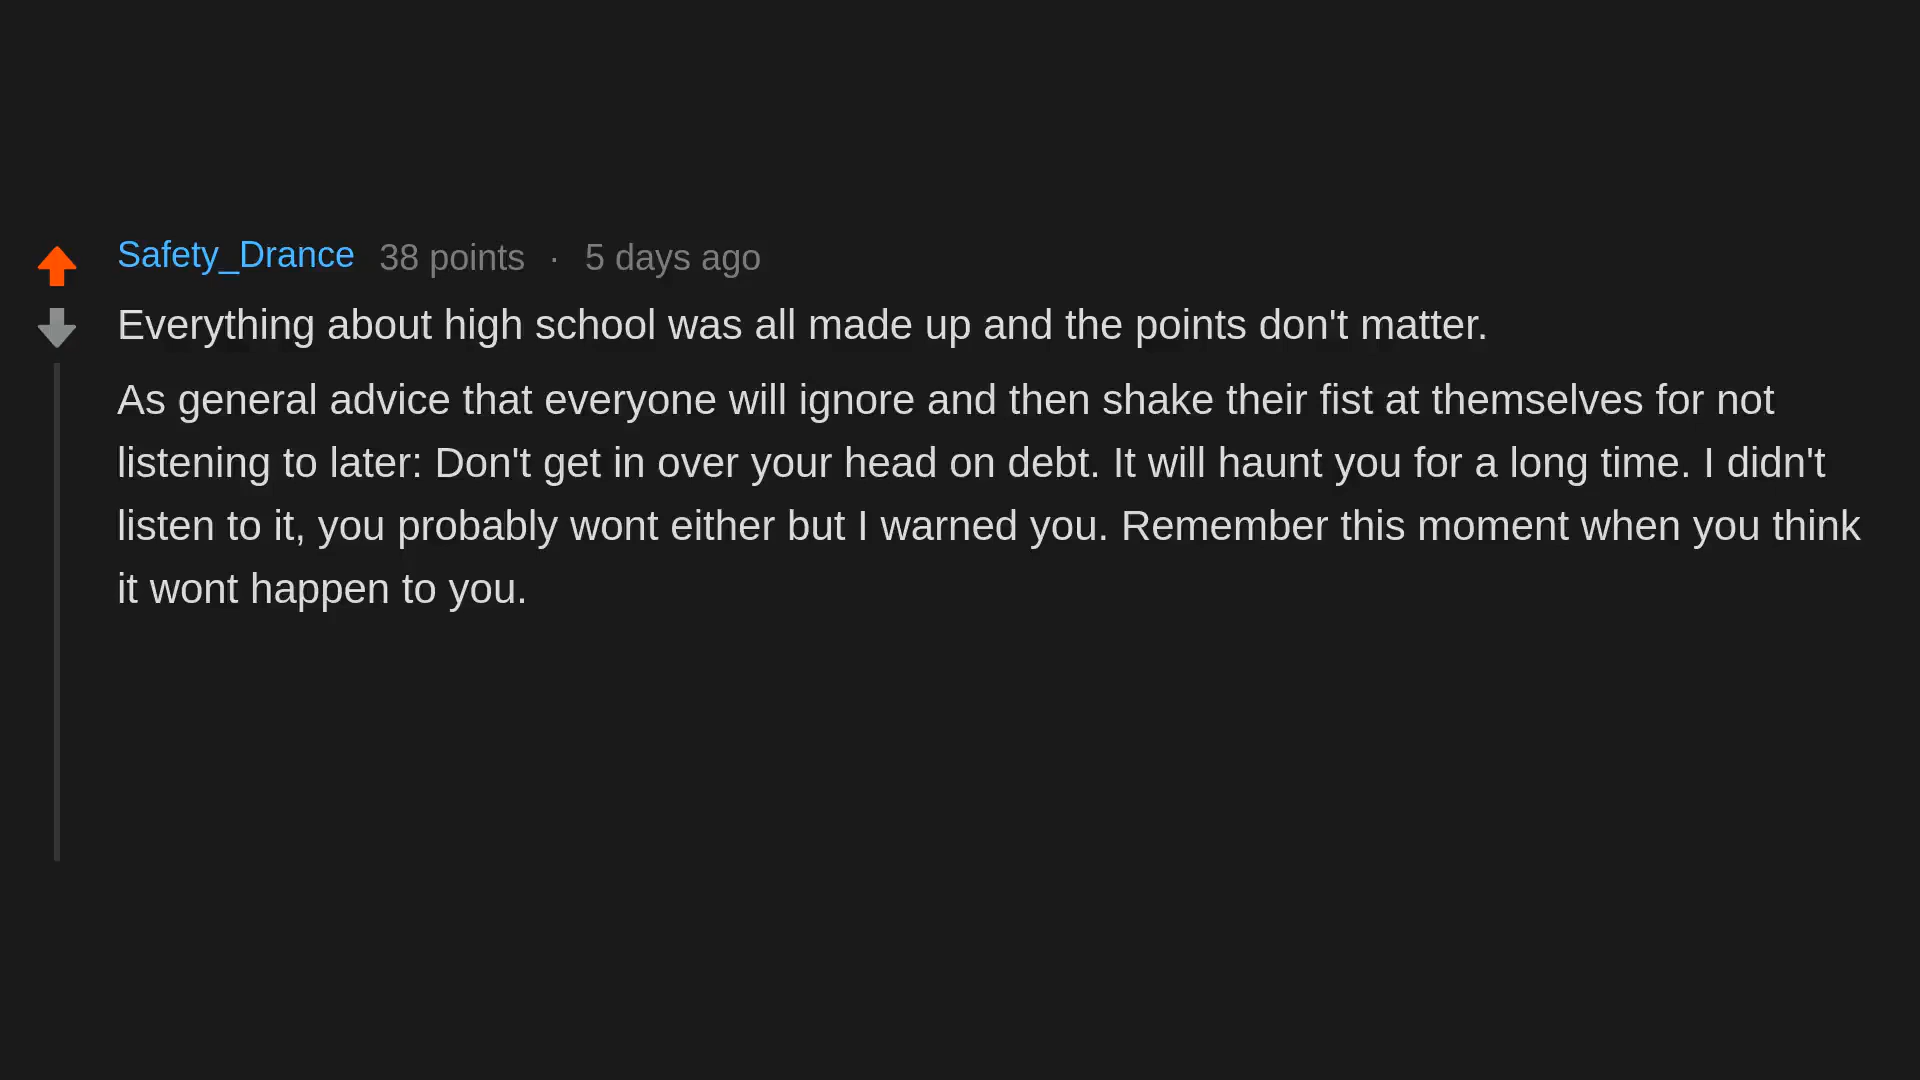 Safety_Drance 38 points · 5 days ago
Everything about high school was all made up and the points don't matter.
As general advice that everyone will ignore and then shake their fist at themselves for not
listening to later: Don't get in over your head on debt. It will haunt you for a long time. I didn't
listen to it, you probably wont either but I warned you. Remember this moment when you think
it wont happen to you.